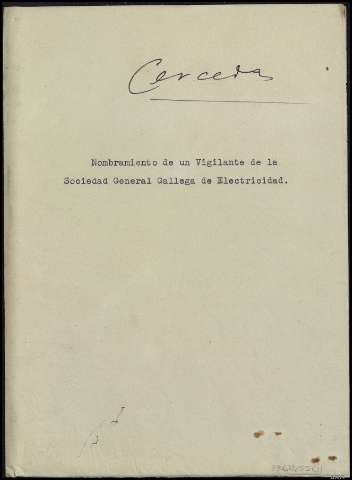 Cerceda
Nombramiento de un Vigilante de la
Sociedad General Gallega de Electricidad.